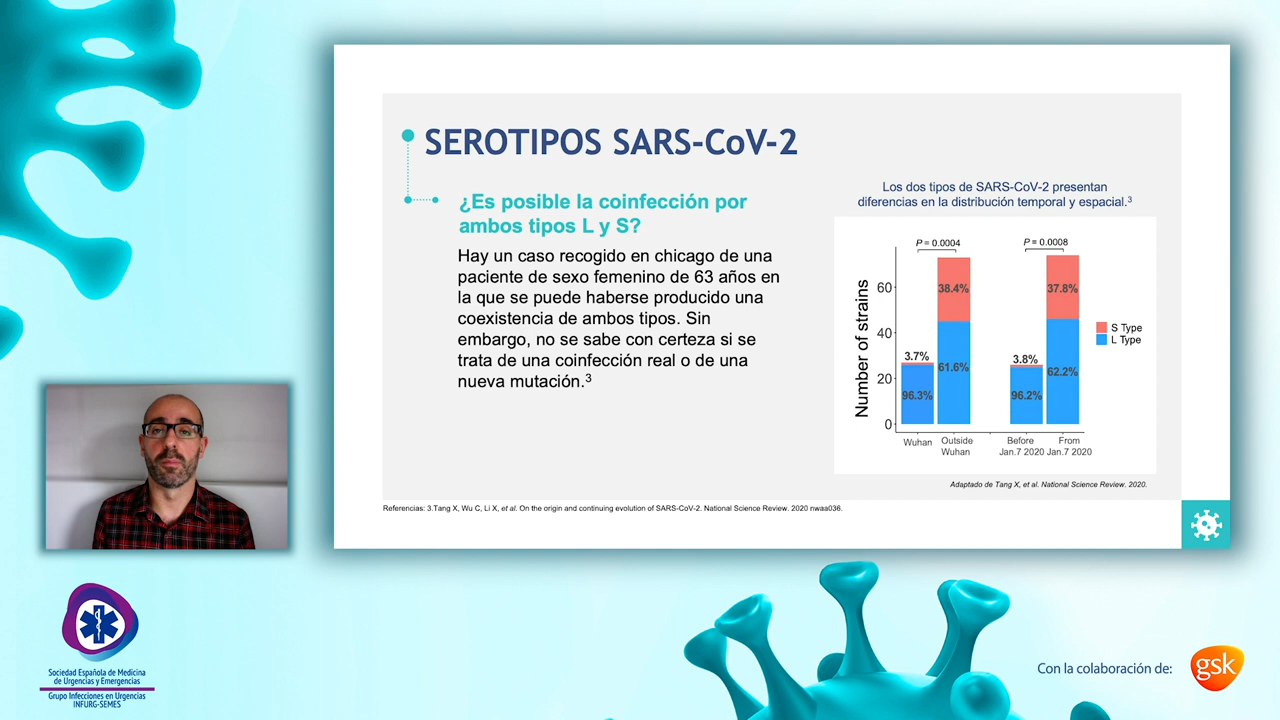 SEROTIPOS SARS-CoV-2
¿Es posible la coinfección por
ambos tipos L y S?
Hay un caso recogido en chicago de una
paciente de sexo femenino de 63 años en
la que se puede haberse producido una
coexistencia de ambos tipos. Sin
embargo, no se sabe con certeza si se
trata de una coinfección real o de una
nueva mutación.3
Los dos tipos de SARS-CoV-2 presentan
diferencias en la distribución temporal y espacial.3
P = 0.0004
P = 0.0008
Number of strains
60
40
20
0
38.4%
37.8%
3.7%
61.6%
3.8%
62.2%
96.3%
96.2%
S Type
L Type
Wuhan
Outside
Wuhan
Before
Jan.7 2020
From
Jan.7 2020
Adaptado de Tang X, et al. National Science Review. 2020.
Referencias: 3.Tang X, Wu C, Li X, et al. On the origin and continuing evolution of SARS-CoV-2. National Science Review. 2020 nwaa036.
Sociedad Española de Medicina
de Urgencias y Emergencias
Grupo Infecciones en Urgencias
INFURG-SEMES
Con la colaboración de:
gsk